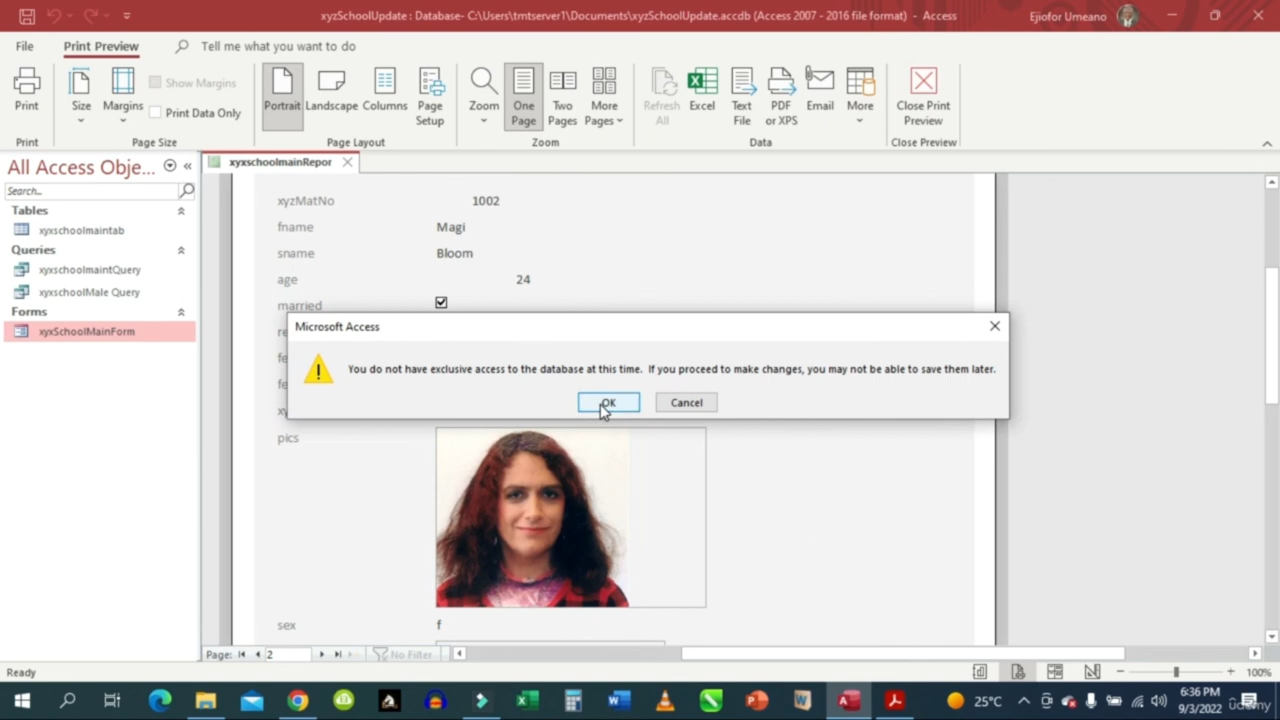 xyzSchoolUpdate : Database- C:\Users\tmtserver1\Documents\xyzSchoolUpdate.accdb (Access 2007 - 2016 file format) - Access
Ejiofor Umeano
File
Print Preview
Tell me what you want to do
Print
Size
Margins
Show Margins
Print Data Only
Portrait
Landscape
Columns
Page Setup
Zoom
One Page
Two Pages
More Pages
Refresh All
Excel
Text File
PDF or XPS
Email
More
Close Print Preview
Print
Page Size
Page Layout
Zoom
Data
Close Preview
All Access Obje...
Search...
Tables
xyxschoolmaintab
Queries
xyxschoolmaintQuery
xyxschoolMale Query
Forms
xyxSchoolMainForm
xyxschoolmainRepor
xyzMatNo 1002
fname Magi
sname Bloom
age 24
married
re
Microsoft Access
You do not have exclusive access to the database at this time. If you proceed to make changes, you may not be able to save them later.
OK
Cancel
fe
fe
xy
pics
sex f
Page: 2
No Filter
Ready
100%
25°C
6:36 PM
9/3/2022
ûdemy